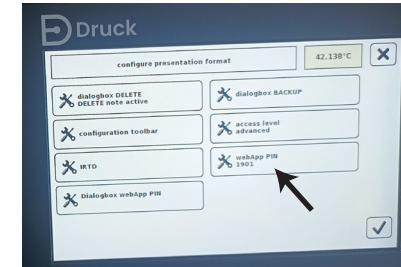 Druck
configure presentation format
42.138°C
dialogbox DELETE
DELETE note active
dialogbox BACKUP
configuration toolbar
access level
advanced
IRTD
webApp PIN
1901
Dialogbox webApp PIN